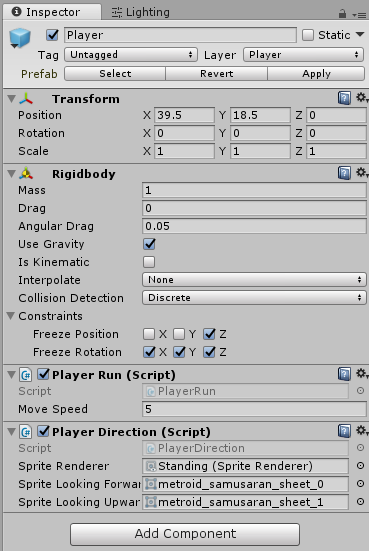 Inspector Lighting
Player Static
Tag Untagged Layer Player
Prefab Select Revert Apply
Transform
Position X 39.5 Y 18.5 Z 0
Rotation X 0 Y 0 Z 0
Scale X 1 Y 1 Z 1
Rigidbody
Mass 1
Drag 0
Angular Drag 0.05
Use Gravity
Is Kinematic
Interpolate None
Collision Detection Discrete
Constraints
Freeze Position X Y Z
Freeze Rotation X Y Z
C# Player Run (Script)
Script PlayerRun
Move Speed 5
C# Player Direction (Script)
Script PlayerDirection
Sprite Renderer Standing (Sprite Renderer)
Sprite Looking Forwar metroid_samusaran_sheet_0
Sprite Looking Upwar metroid_samusaran_sheet_1
Add Component